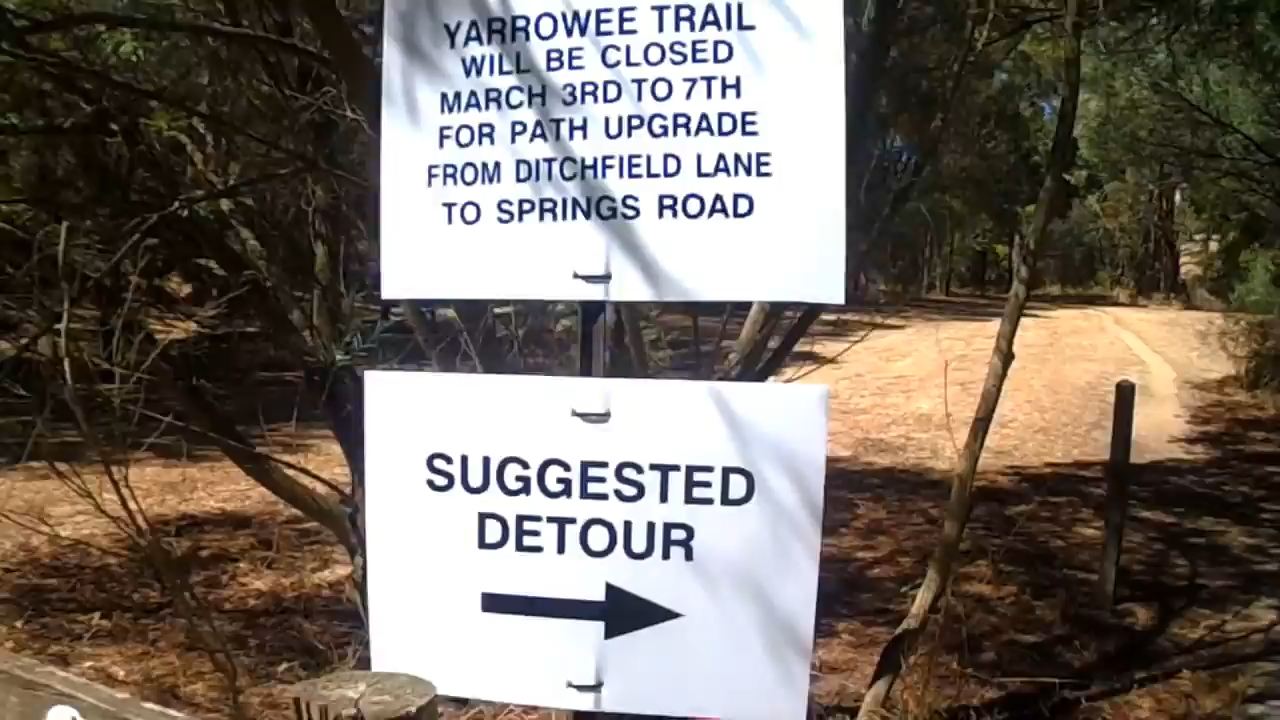 YARROWEE TRAIL
WILL BE CLOSED
MARCH 3RD TO 7TH
FOR PATH UPGRADE
FROM DITCHFIELD LANE
TO SPRINGS ROAD
SUGGESTED
DETOUR